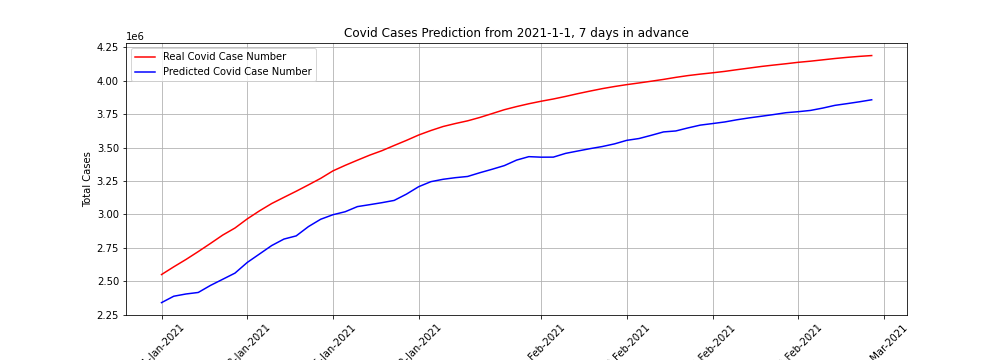 Covid Cases Prediction from 2021-1-1, 7 days in advance
1e6
Real Covid Case Number
Predicted Covid Case Number
Total Cases
4.25
4.00
3.75
3.50
3.25
3.00
2.75
2.50
2.25
-Jan-2021
-Jan-2021
-Jan-2021
-Jan-2021
Feb-2021
-Feb-2021
-Feb-2021
-Feb-2021
Mar-2021